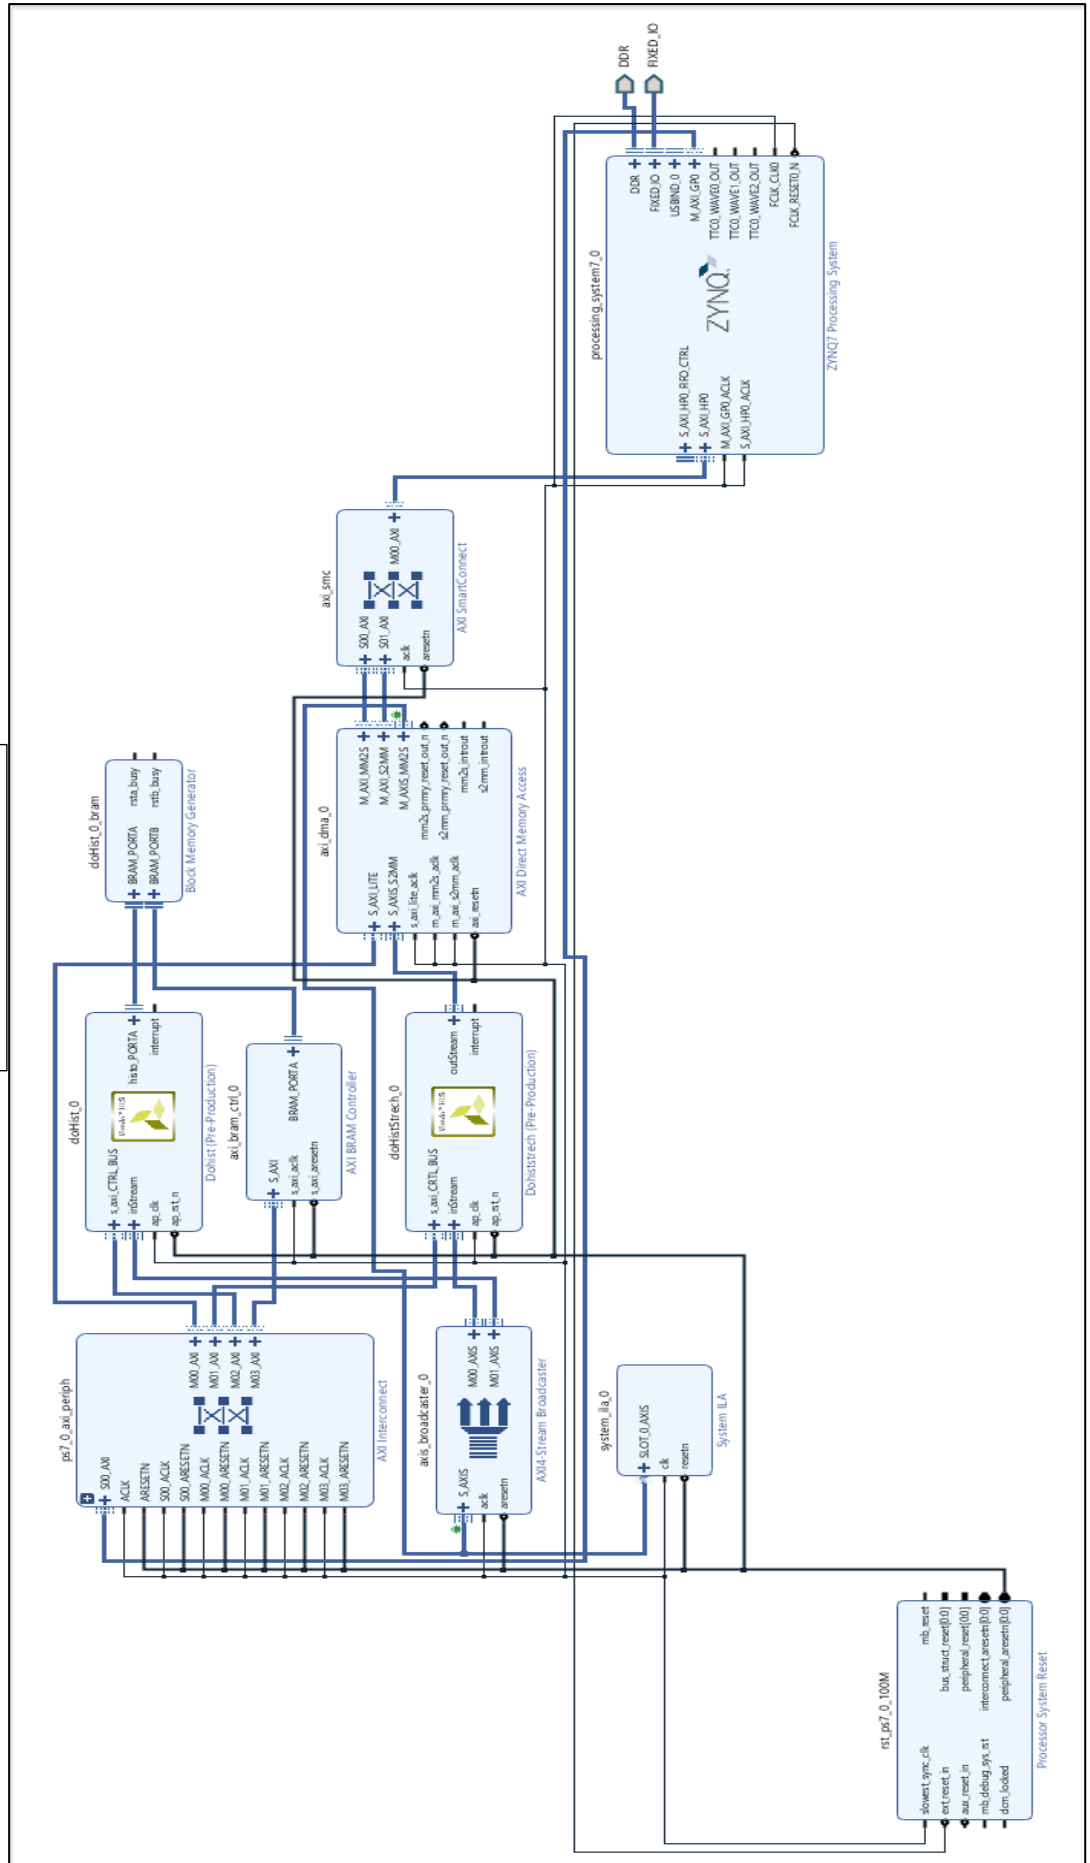 ps7_0_axi_periph
S00_AXI
ACLK
ARESETN
S00_ACLK
S00_ARESETN
M00_ACLK
M00_ARESETN
M01_ACLK
M01_ARESETN
M02_ACLK
M02_ARESETN
M03_ACLK
M03_ARESETN
M00_AXI
M01_AXI
M02_AXI
M03_AXI
AXI Interconnect
doHist_0
s_axi_CTRL_BUS
inStream
ap_clk
ap_rst_n
Vivado™ HLS
histo_PORTA
interrupt
Dohist (Pre-Production)
doHist_0_bram
BRAM_PORTA
BRAM_PORTB
rsta_busy
rstb_busy
Block Memory Generator
axi_bram_ctrl_0
S_AXI
s_axi_aclk
s_axi_aresetn
BRAM_PORTA
AXI BRAM Controller
axi_dma_0
S_AXI_LITE
S_AXIS_S2MM
s_axi_lite_aclk
m_axi_mm2s_aclk
m_axi_s2mm_aclk
axi_resetn
M_AXI_MM2S
M_AXI_S2MM
M_AXIS_MM2S
mm2s_prmry_reset_out_n
s2mm_prmry_reset_out_n
mm2s_introut
s2mm_introut
AXI Direct Memory Access
axi_smc
S00_AXI
S01_AXI
aclk
aresetn
M00_AXI
AXI SmartConnect
axis_broadcaster_0
S_AXIS
aclk
aresetn
M00_AXIS
M01_AXIS
AXI4-Stream Broadcaster
doHistStrech_0
s_axi_CRTL_BUS
inStream
ap_clk
ap_rst_n
Vivado™ HLS
outStream
interrupt
Dohiststrech (Pre-Production)
system_ila_0
SLOT_0_AXIS
clk
resetn
System ILA
processing_system7_0
S_AXI_HP0_FIFO_CTRL
S_AXI_HP0
M_AXI_GP0_ACLK
S_AXI_HP0_ACLK
ZYNQ
DDR
FIXED_IO
USBIND_0
M_AXI_GP0
TTC0_WAVE0_OUT
TTC0_WAVE1_OUT
TTC0_WAVE2_OUT
FCLK_CLK0
FCLK_RESET0_N
ZYNQ7 Processing System
DDR
FIXED_IO
rst_ps7_0_100M
slowest_sync_clk
ext_reset_in
aux_reset_in
mb_debug_sys_rst
dcm_locked
mb_reset
bus_struct_reset[0:0]
peripheral_reset[0:0]
interconnect_aresetn[0:0]
peripheral_aresetn[0:0]
Processor System Reset